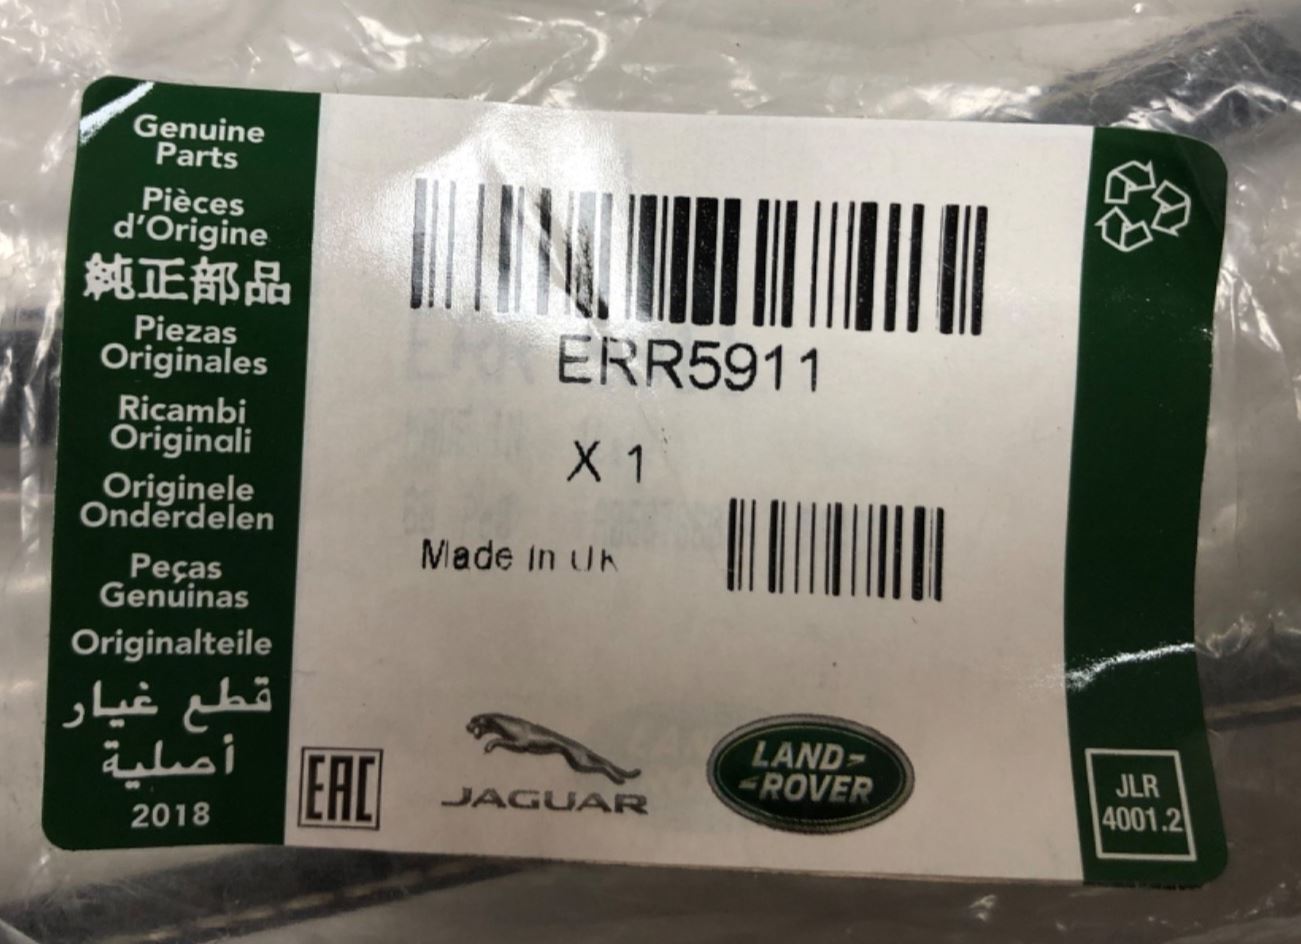 Genuine
Parts
Pièces
d'Origine
純正部品
Piezas
Originales
Ricambi
Originali
Originele
Onderdelen
Peças
Genuinas
Originalteile
قطع غيار
أصلية
2018
ERR5911
X 1
Made In UK
EAC
JAGUAR
LAND-
-ROVER
JLR
4001.2